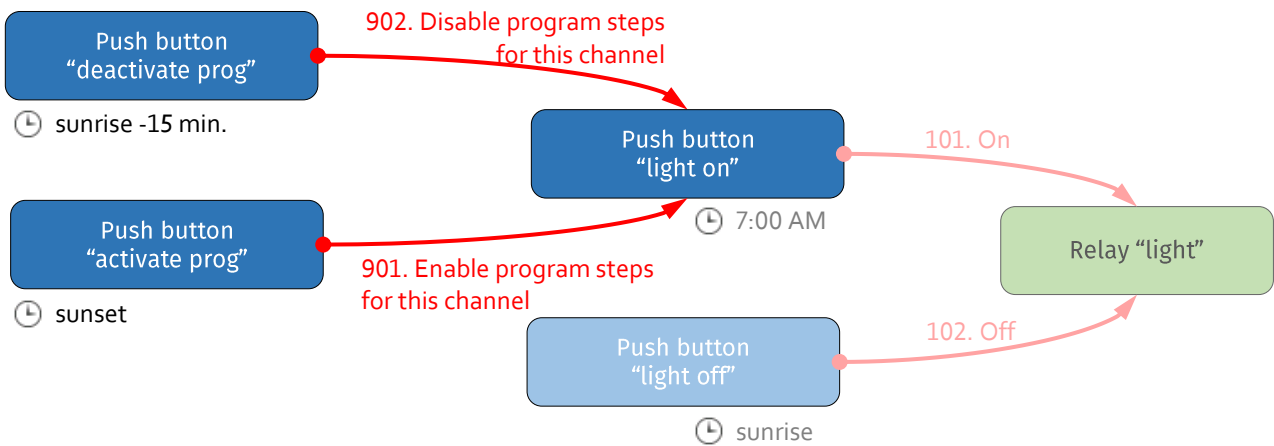 902. Disable program steps
for this channel
Push button
“deactivate prog”
sunrise -15 min.
Push button
“light on”
7:00 AM
101. On
Push button
“activate prog”
sunset
901. Enable program steps
for this channel
Relay “light”
102. Off
Push button
“light off”
sunrise